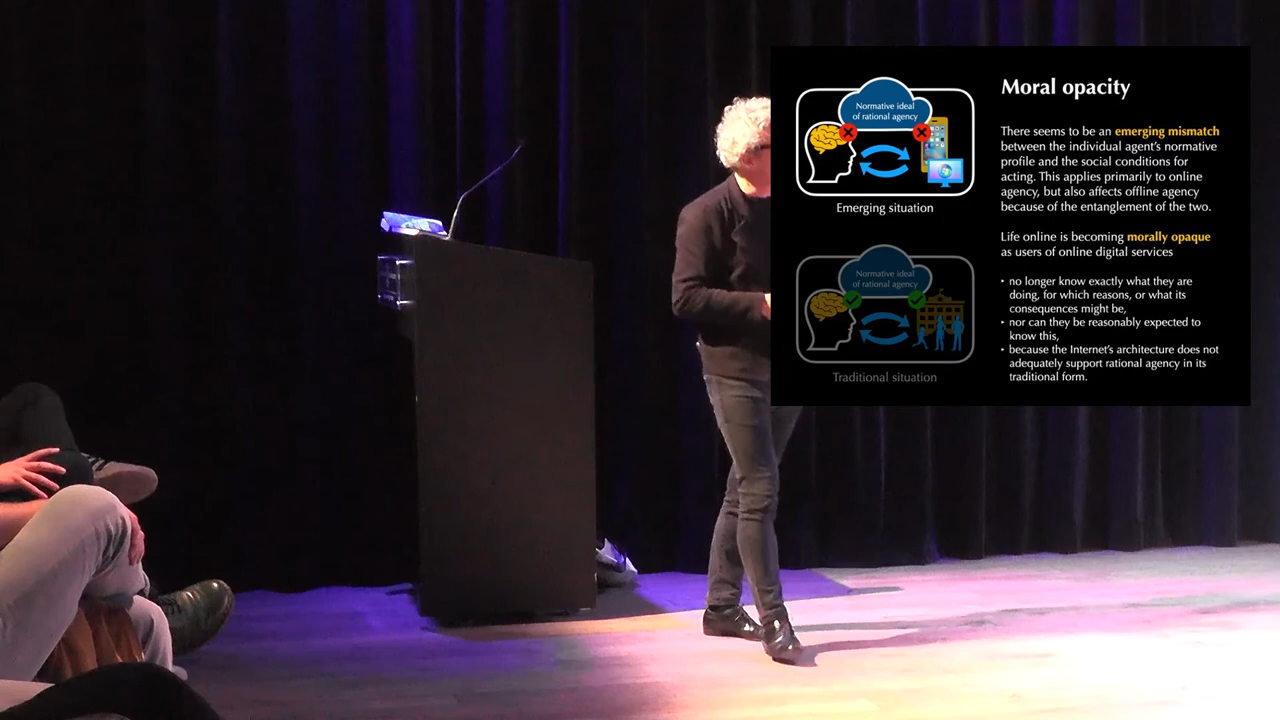 Moral opacity
Normative ideal
of rational agency
Emerging situation
There seems to be an emerging mismatch
between the individual agent's normative
profile and the social conditions for
acting. This applies primarily to online
agency, but also affects offline agency
because of the entanglement of the two.
Life online is becoming morally opaque
as users of online digital services
‣ no longer know exactly what they are
doing, for which reasons, or what its
consequences might be,
‣ nor can they be reasonably expected to
know this,
‣ because the Internet's architecture does not
adequately support rational agency in its
traditional form.
Normative ideal
of rational agency
Traditional situation